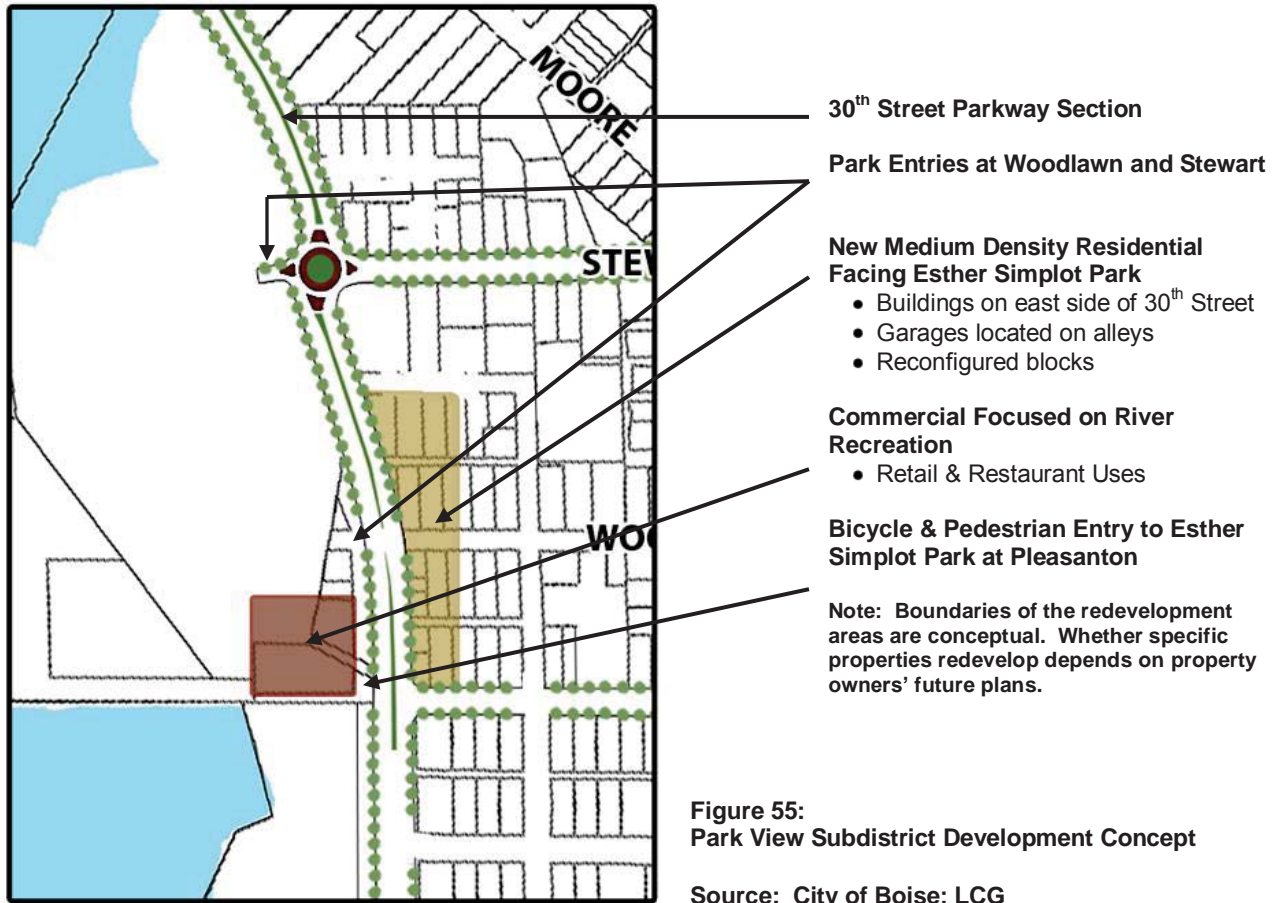 MOORE
STEW
WOO
30th Street Parkway Section
Park Entries at Woodlawn and Stewart
New Medium Density Residential
Facing Esther Simplot Park
• Buildings on east side of 30th Street
• Garages located on alleys
• Reconfigured blocks
Commercial Focused on River
Recreation
• Retail & Restaurant Uses
Bicycle & Pedestrian Entry to Esther
Simplot Park at Pleasanton
Note: Boundaries of the redevelopment
areas are conceptual. Whether specific
properties redevelop depends on property
owners' future plans.
Figure 55:
Park View Subdistrict Development Concept
Source: City of Boise; LCG